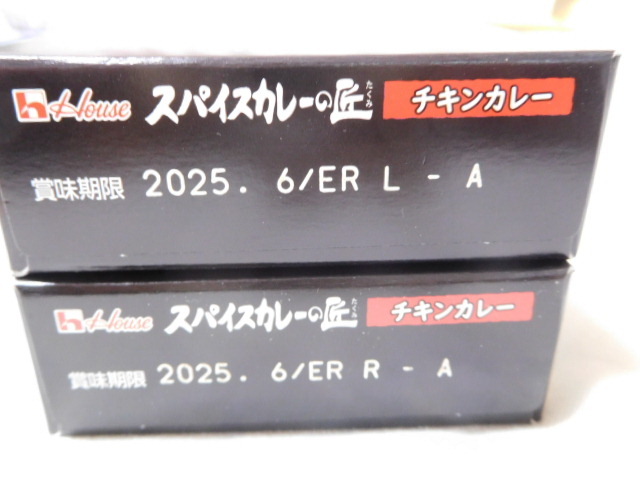 House スパイスカレーの匠 たくみ チキンカレー
賞味期限 2025. 6/ER L - A
House スパイスカレーの匠 たくみ チキンカレー
賞味期限 2025. 6/ER R - A